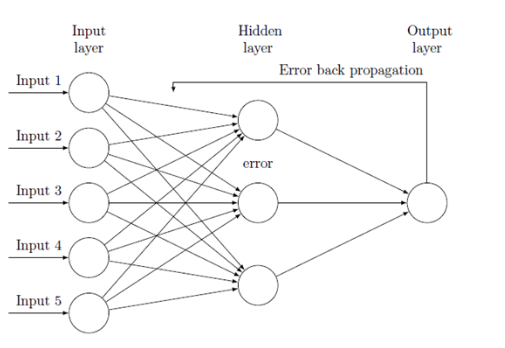 Input
layer
Hidden
layer
Output
layer
Error back propagation
Input 1
Input 2
error
Input 3
Input 4
Input 5